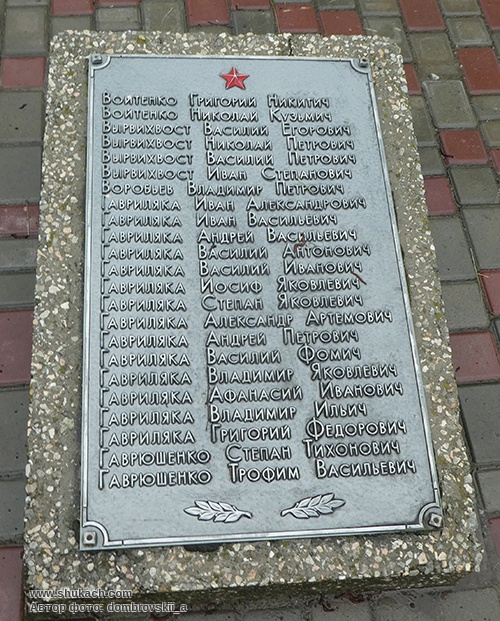 Войтенко Григорий Никитич
Войтенко Николай Кузьмич
Вырвихвост Василий Егорович
Вырвихвост Николай Петрович
Вырвихвост Василий Петрович
Вырвихвост Иван Степанович
Воробьев Владимир Петрович
Гавриляка Иван Александрович
Гавриляка Иван Васильевич
Гавриляка Андрей Васильевич
Гавриляка Василий Антонович
Гавриляка Василий Иванович
Гавриляка Иосиф Яковлевич
Гавриляка Степан Яковлевич
Гавриляка Александр Артемович
Гавриляка Андрей Петрович
Гавриляка Василий Фомич
Гавриляка Владимир Яковлевич
Гавриляка Афанасий Иванович
Гавриляка Владимир Ильич
Гавриляка Григорий Федорович
Гаврюшенко Степан Тихонович
Гаврюшенко Трофим Васильевич
www.shukach.com
Автор фото: dombrovskii_a